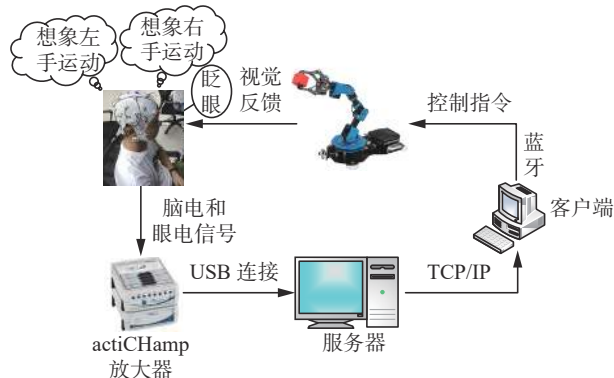 想象左
手运动
想象右
手运动
眨眼
视觉
反馈
控制指令
蓝牙
客户端
脑电和
眼电信号
USB 连接
TCP/IP
actiCHamp
放大器
服务器